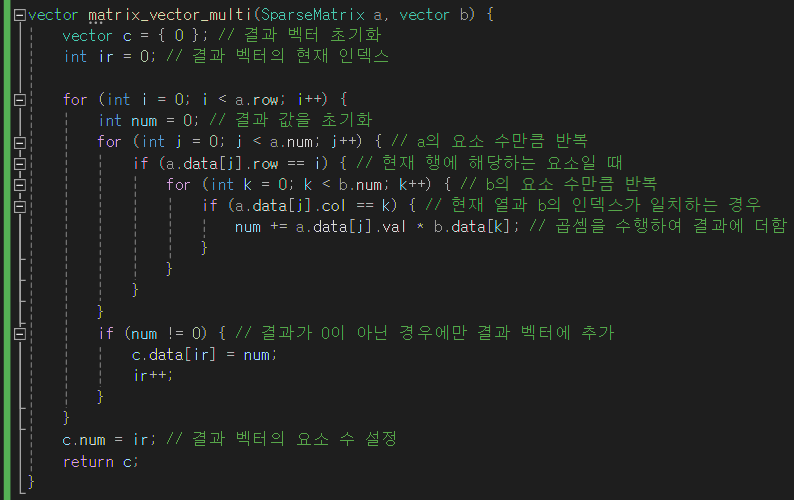 vector matrix_vector_multi(SparseMatrix a, vector b) {
    vector c = { 0 }; // 결과 벡터 초기화
    int ir = 0; // 결과 벡터의 현재 인덱스
    for (int i = 0; i < a.row; i++) {
        int num = 0; // 결과 값을 초기화
        for (int j = 0; j < a.num; j++) { // a의 요소 수만큼 반복
            if (a.data[j].row == i) { // 현재 행에 해당하는 요소일 때
                for (int k = 0; k < b.num; k++) { // b의 요소 수만큼 반복
                    if (a.data[j].col == k) { // 현재 열과 b의 인덱스가 일치하는 경우
                        num += a.data[j].val * b.data[k]; // 곱셈을 수행하여 결과에 더함
                    }
                }
            }
        }
        if (num != 0) { // 결과가 0이 아닌 경우에만 결과 벡터에 추가
            c.data[ir] = num;
            ir++;
        }
    }
    c.num = ir; // 결과 벡터의 요소 수 설정
    return c;
}